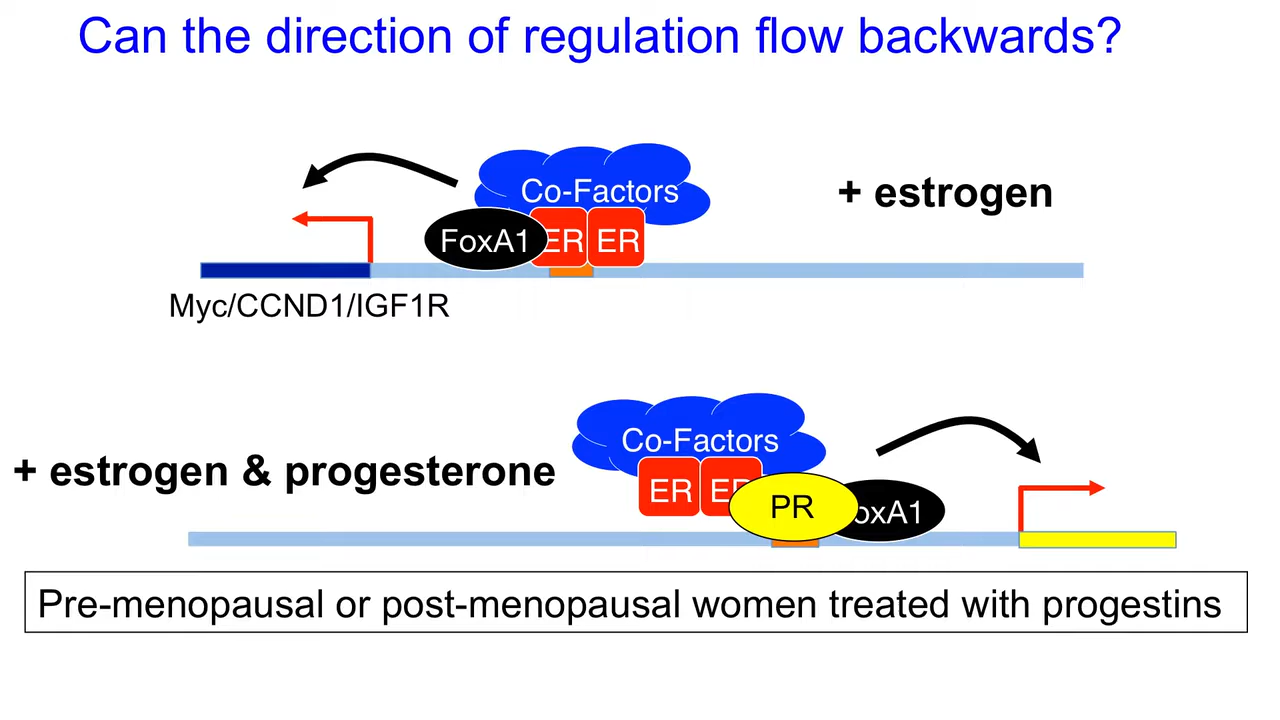 Can the direction of regulation flow backwards?
Co-Factors
+ estrogen
FoxA1
ER
ER
Myc/CCND1/IGF1R
Co-Factors
+ estrogen & progesterone
ER
ER
PR
oxA1
Pre-menopausal or post-menopausal women treated with progestins